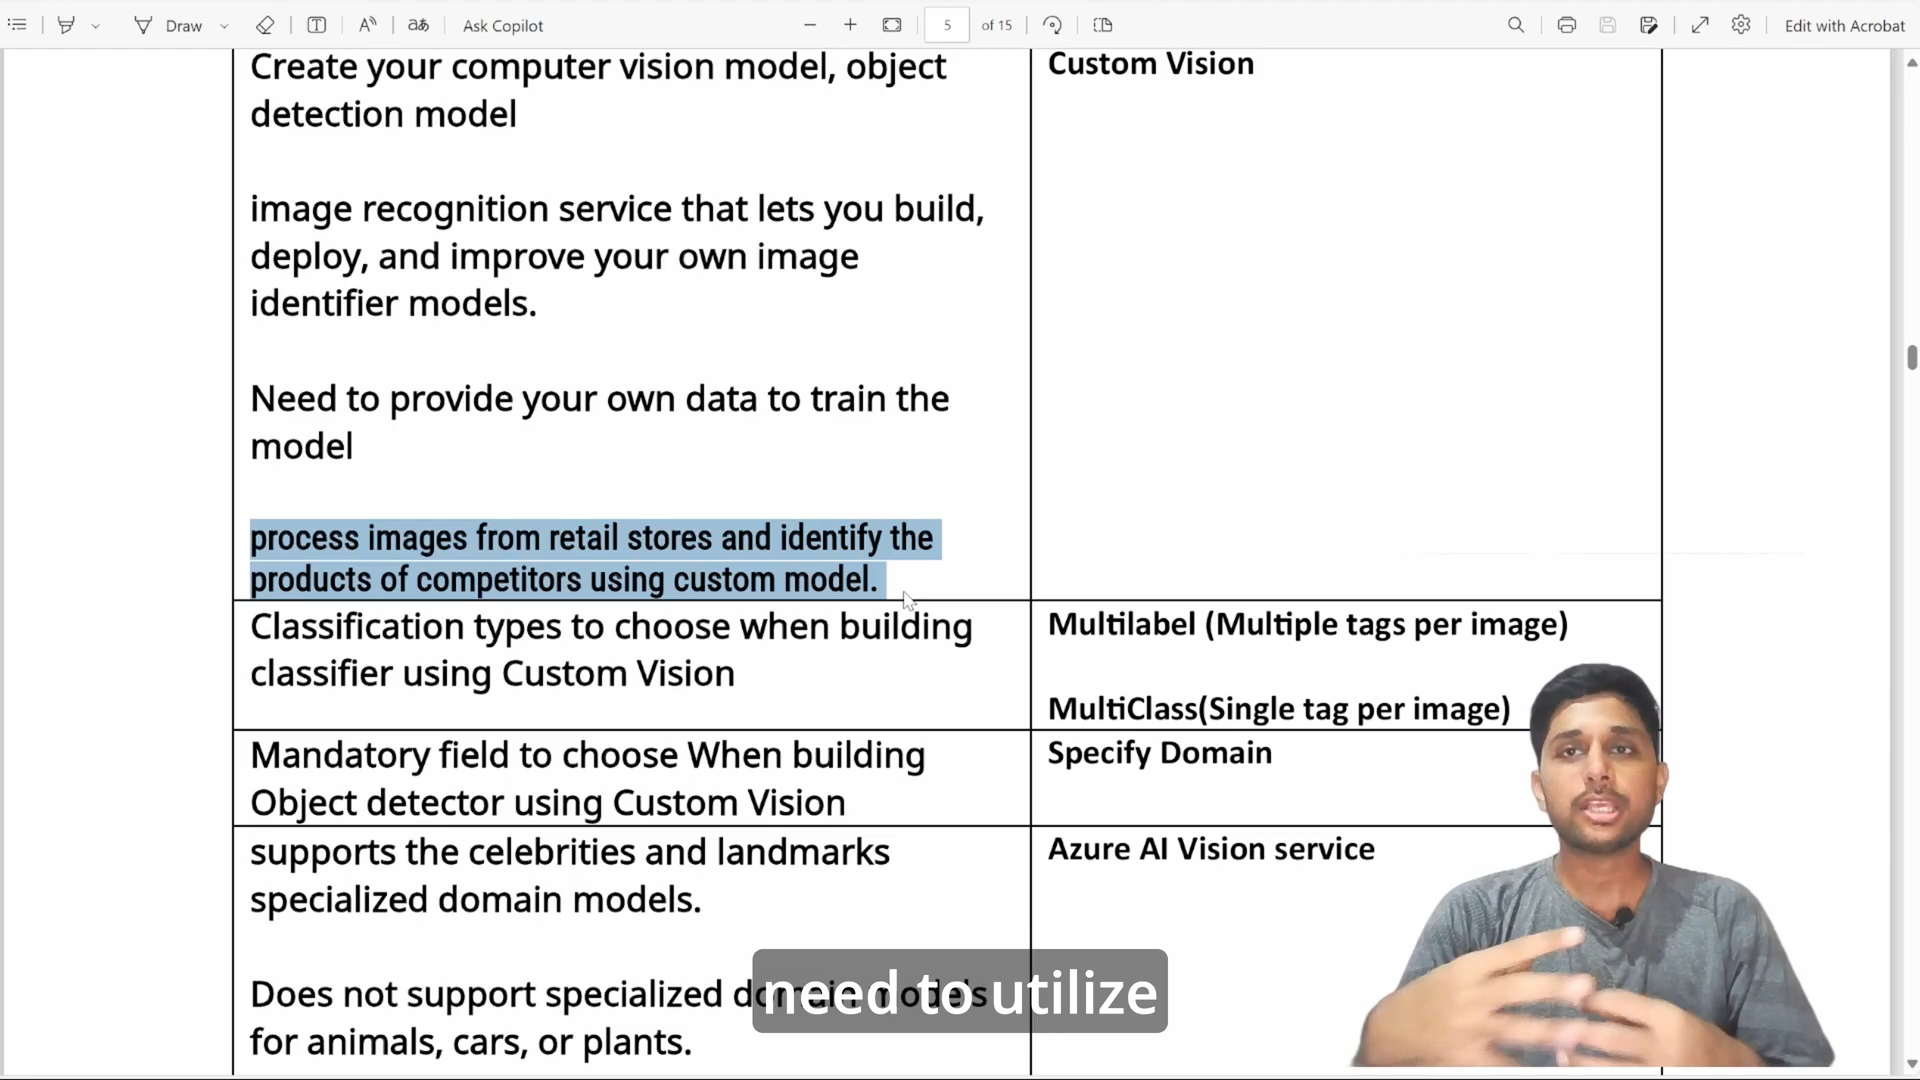 Draw
Ask Copilot
5
of 15
Edit with Acrobat
Create your computer vision model, object
detection model
image recognition service that lets you build,
deploy, and improve your own image
identifier models.
Need to provide your own data to train the
model
process images from retail stores and identify the
products of competitors using custom model.
Custom Vision
Classification types to choose when building
classifier using Custom Vision
Multilabel (Multiple tags per image)
MultiClass(Single tag per image)
Mandatory field to choose When building
Object detector using Custom Vision
Specify Domain
supports the celebrities and landmarks
specialized domain models.
Does not support specialized domain models
for animals, cars, or plants.
Azure AI Vision service
need to utilize